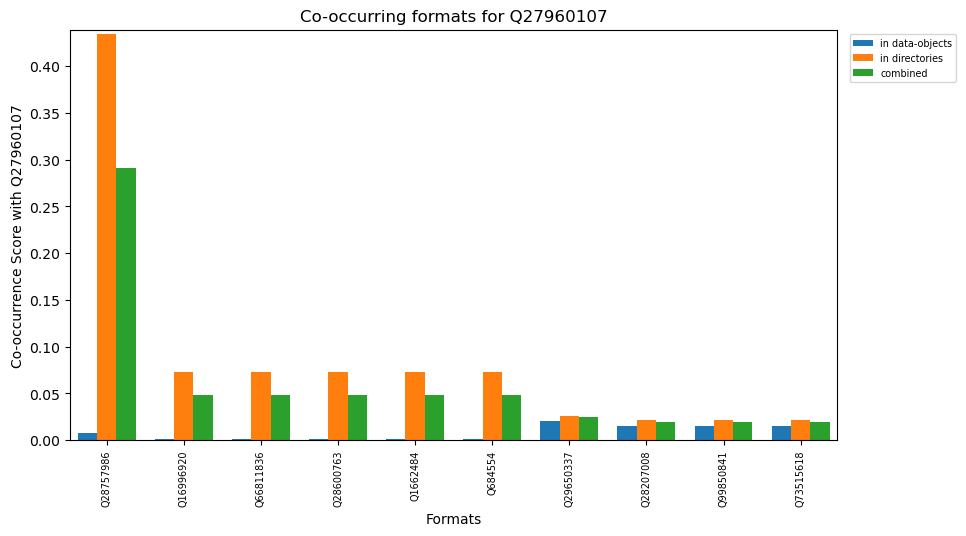 Co-occurring formats for Q27960107
in data-objects
in directories
combined
Co-occurrence Score with Q27960107
0.40
0.35
0.30
0.25
0.20
0.15
0.10
0.05
0.00
Q28757986
Q16996920
Q66811836
Q28600763
Q1662484
Q684554
Q29650337
Q28207008
Q99850841
Q73515618
Formats